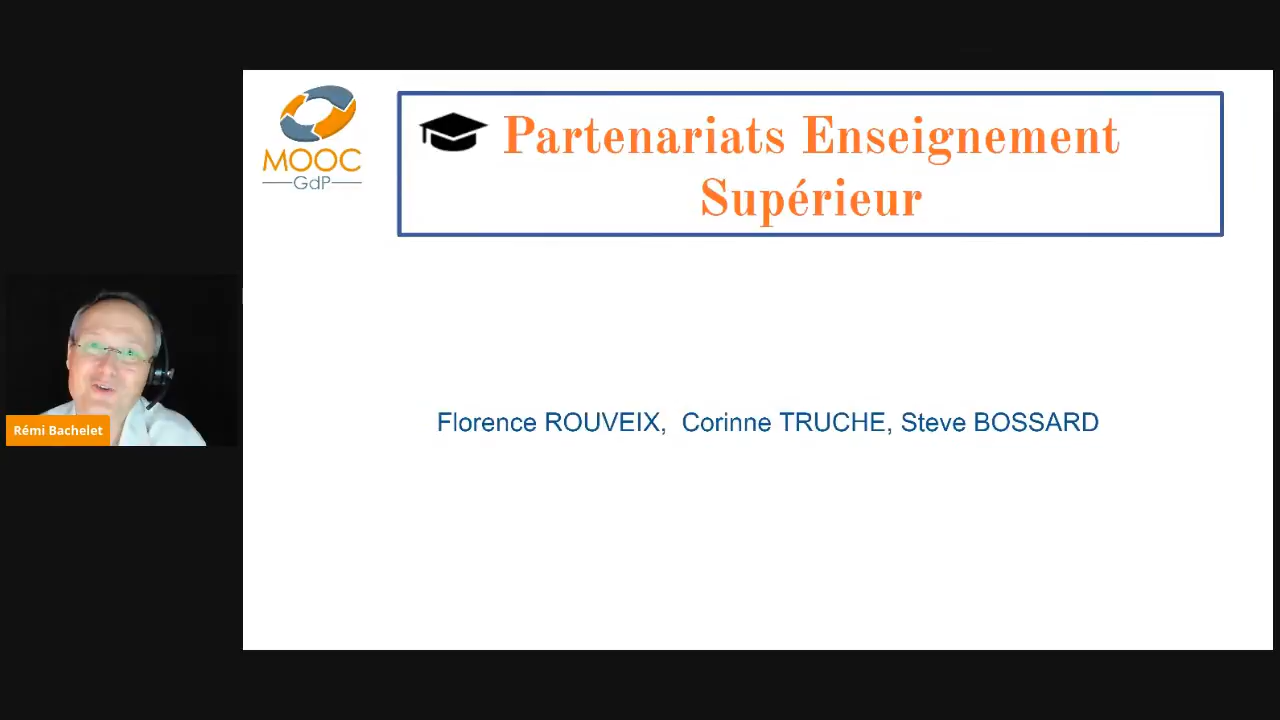 MOOC
GdP
Partenariats Enseignement
Supérieur
Florence ROUVEIX, Corinne TRUCHE, Steve BOSSARD
Rémi Bachelet